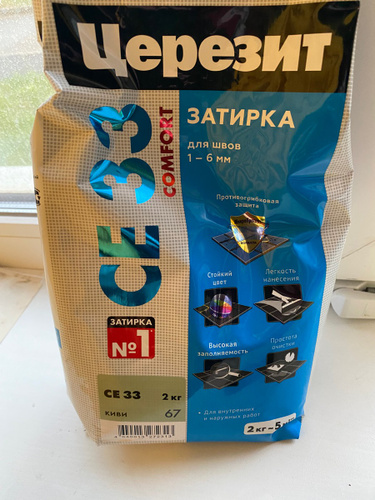 Церезит
CE 33
COMFORT
ЗАТИРКА
для швов
1 – 6 мм
Противогрибковая
защита
Стойкий
цвет
Легкость
нанесения
Высокая
заполняемость
Простота
очистки
ЗАТИРКА
№1
CE 33 2 кг
КИВИ 67
• Для внутренних
и наружных работ
2 кг – 5